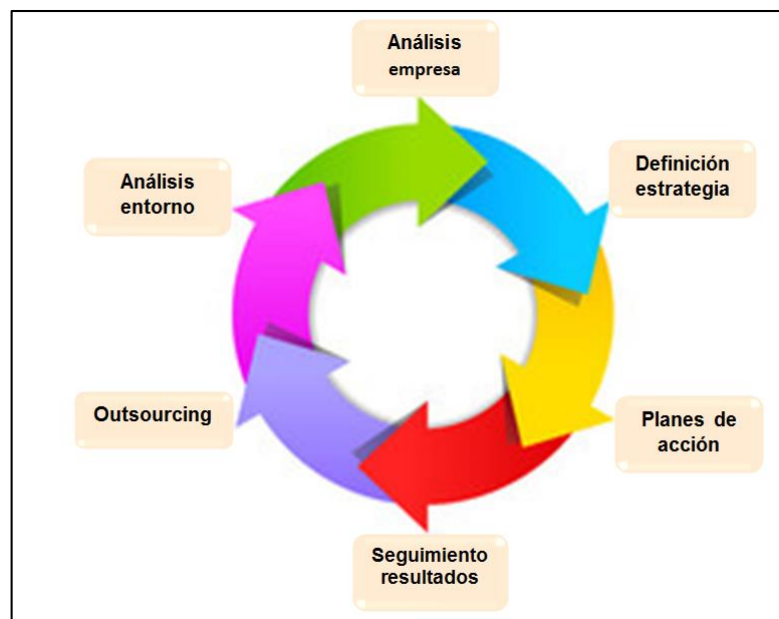 Análisis
empresa
Definición
estrategia
Planes de
acción
Seguimiento
resultados
Outsourcing
Análisis
entorno